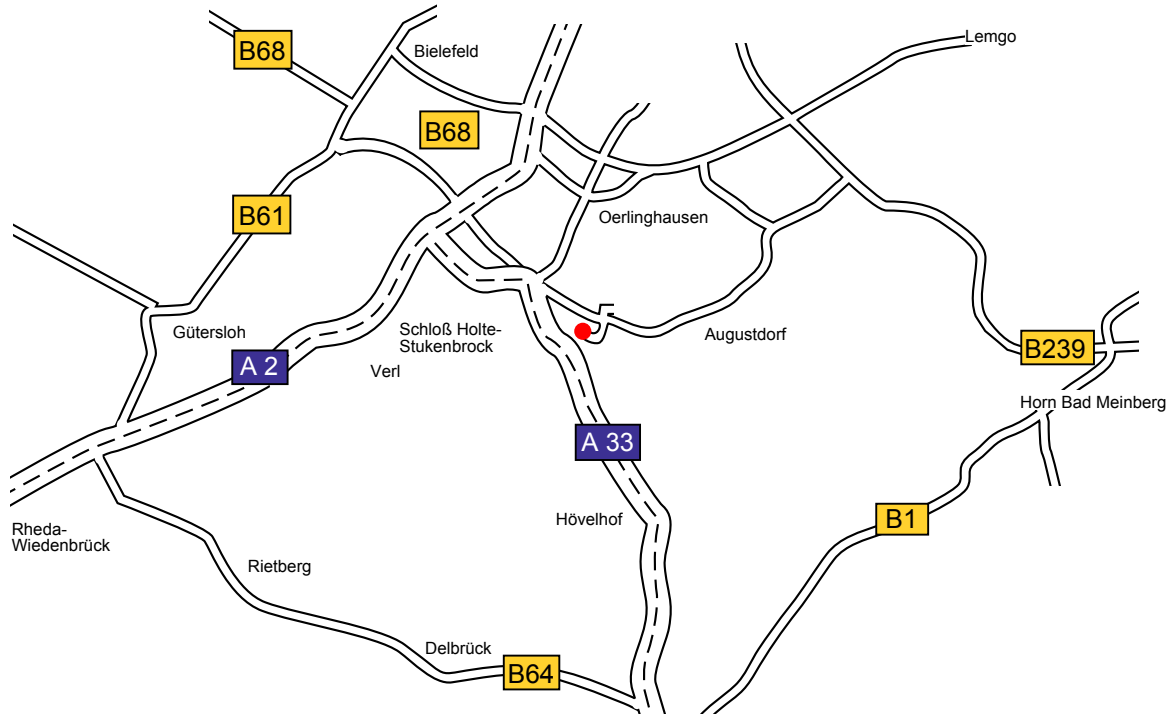 Lemgo
B68
Bielefeld
B68
B61
Oerlinghausen
Gütersloh
Schloß Holte-
Stukenbrock
Augustdorf
B239
A 2
Verl
Horn Bad Meinberg
A 33
B1
Hövelhof
Rheda-
Wiedenbrück
Rietberg
Delbrück
B64